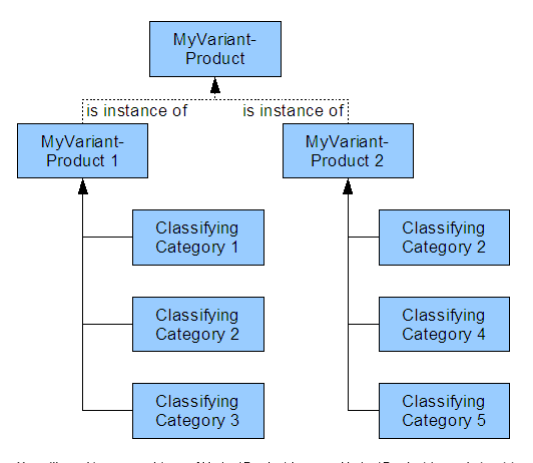 MyVariant-
Product
is instance of
is instance of
MyVariant-
Product 1
MyVariant-
Product 2
Classifying
Category 1
Classifying
Category 2
Classifying
Category 2
Classifying
Category 4
Classifying
Category 3
Classifying
Category 5